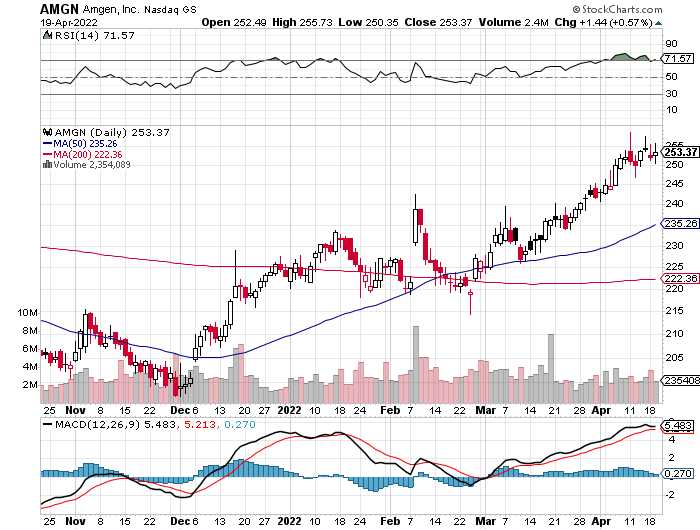 AMGN Amgen, Inc. Nasdaq GS © StockCharts.com
19-Apr-2022 Open 252.49 High 255.73 Low 250.35 Close 253.37 Volume 2.4M Chg +1.44 (+0.57%)
RSI(14) 71.57
90
71.57
50
30
10
AMGN (Daily) 253.37
MA(50) 235.26
MA(200) 222.36
Volume 2,354,089
255
253.37
250
245
240
235.26
230
225
222.36
220
215
10M
210
8M
6M
205
4M
2M
235408
Nov 8 15 22 Dec 6 13 20 27 2022 10 18 24 Feb 7 14 22 Mar 7 14 21 28 Apr 11 18
MACD(12,26,9) 5.483, 5.213, 0.270
5.483
4
2
0.270
-2
Nov 8 15 22 Dec 6 13 20 27 2022 10 18 24 Feb 7 14 22 Mar 7 14 21 28 Apr 11 18